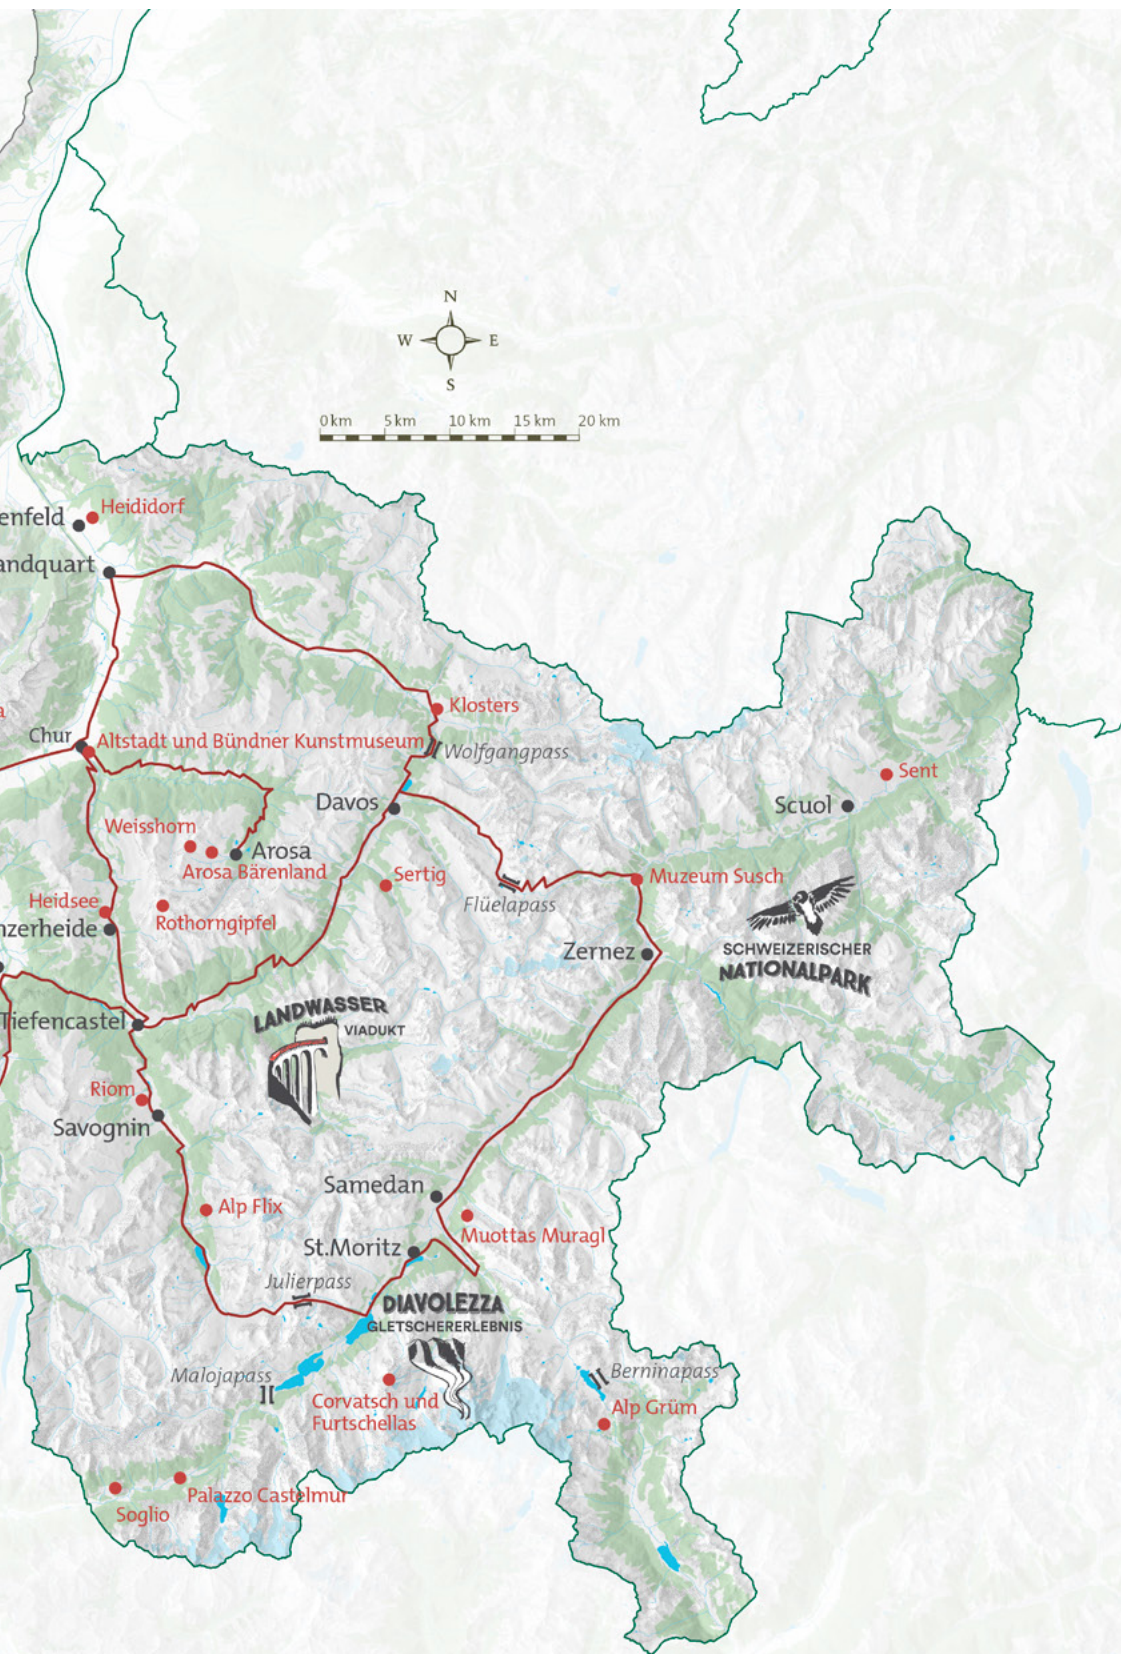 N
W
E
S
0 km
5 km
10 km
15 km
20 km
Heididorf
enfeld
andquart
Klosters
a
Chur
Altstadt und Bündner Kunstmuseum
Wolfgangpass
Sent
Davos
Scuol
Weisshorn
Arosa
Arosa Bärenland
Sertig
Muzeum Susch
Heidsee
Flüelapass
Rothorngipfel
nzerheide
Zernez
SCHWEIZERISCHER
NATIONALPARK
LANDWASSER
VIADUKT
Tiefencastel
Riom
Savognin
Samedan
Alp Flix
Muottas Muragl
St.Moritz
Julierpass
DIAVOLEZZA
GLETSCHERERLEBNIS
Malojapass
Berninapass
Corvatsch und
Furtschellas
Alp Grüm
Palazzo Castelmur
Soglio